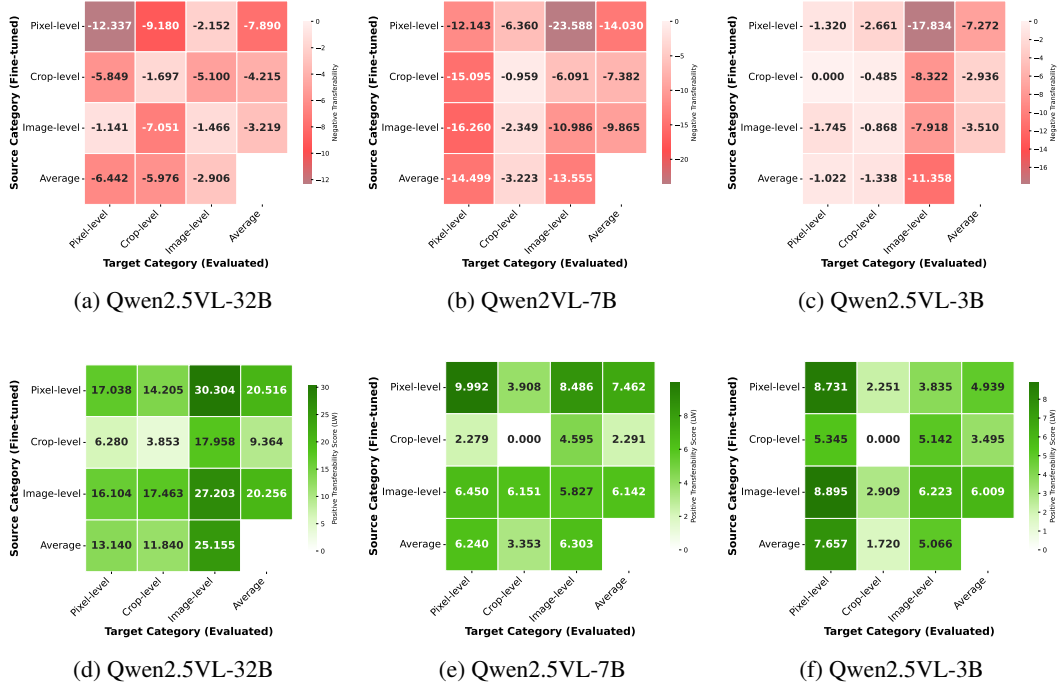 Source Category (Fine-tuned)
Pixel-level -12.337 -9.180 -2.152 -7.890
Crop-level -5.849 -1.697 -5.100 -4.215
Image-level -1.141 -7.051 -1.466 -3.219
Average -6.442 -5.976 -2.906
Pixel-level Crop-level Image-level Average
Target Category (Evaluated)
0
−2
−4
−6
−8
−10
−12
Negative Transferability
(a) Qwen2.5VL-32B
Source Category (Fine-tuned)
Pixel-level -12.143 -6.360 -23.588 -14.030
Crop-level -15.095 -0.959 -6.091 -7.382
Image-level -16.260 -2.349 -10.986 -9.865
Average -14.499 -3.223 -13.555
Pixel-level Crop-level Image-level Average
Target Category (Evaluated)
0
−5
−10
−15
−20
Negative Transferability
(b) Qwen2VL-7B
Source Category (Fine-tuned)
Pixel-level -1.320 -2.661 -17.834 -7.272
Crop-level 0.000 -0.485 -8.322 -2.936
Image-level -1.745 -0.868 -7.918 -3.510
Average -1.022 -1.338 -11.358
Pixel-level Crop-level Image-level Average
Target Category (Evaluated)
0
−2
−4
−6
−8
−10
−12
−14
−16
Negative Transferability
(c) Qwen2.5VL-3B
Source Category (Fine-tuned)
Pixel-level 17.038 14.205 30.304 20.516
Crop-level 6.280 3.853 17.958 9.364
Image-level 16.104 17.463 27.203 20.256
Average 13.140 11.840 25.155
Pixel-level Crop-level Image-level Average
Target Category (Evaluated)
30
25
20
15
10
5
0
Positive Transferability Score (LW)
(d) Qwen2.5VL-32B
Source Category (Fine-tuned)
Pixel-level 9.992 3.908 8.486 7.462
Crop-level 2.279 0.000 4.595 2.291
Image-level 6.450 6.151 5.827 6.142
Average 6.240 3.353 6.303
Pixel-level Crop-level Image-level Average
Target Category (Evaluated)
8
6
4
2
0
Positive Transferability Score (LW)
(e) Qwen2.5VL-7B
Source Category (Fine-tuned)
Pixel-level 8.731 2.251 3.835 4.939
Crop-level 5.345 0.000 5.142 3.495
Image-level 8.895 2.909 6.223 6.009
Average 7.657 1.720 5.066
Pixel-level Crop-level Image-level Average
Target Category (Evaluated)
8
7
6
5
4
3
2
1
0
Positive Transferability Score (LW)
(f) Qwen2.5VL-3B